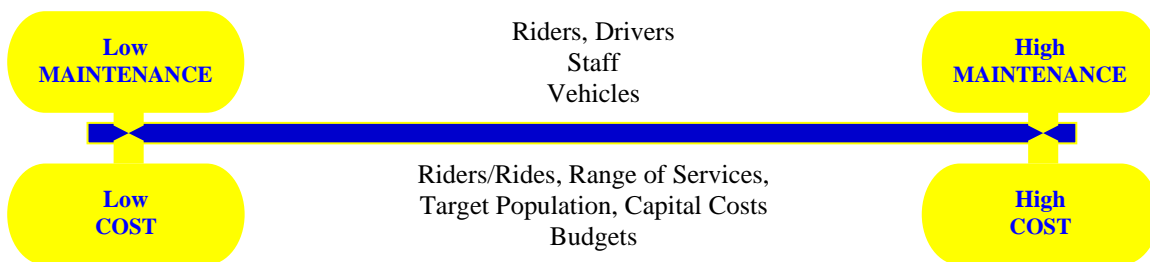 Low
MAINTENANCE
Riders, Drivers
Staff
Vehicles
High
MAINTENANCE
Low
COST
Riders/Rides, Range of Services,
Target Population, Capital Costs
Budgets
High
COST